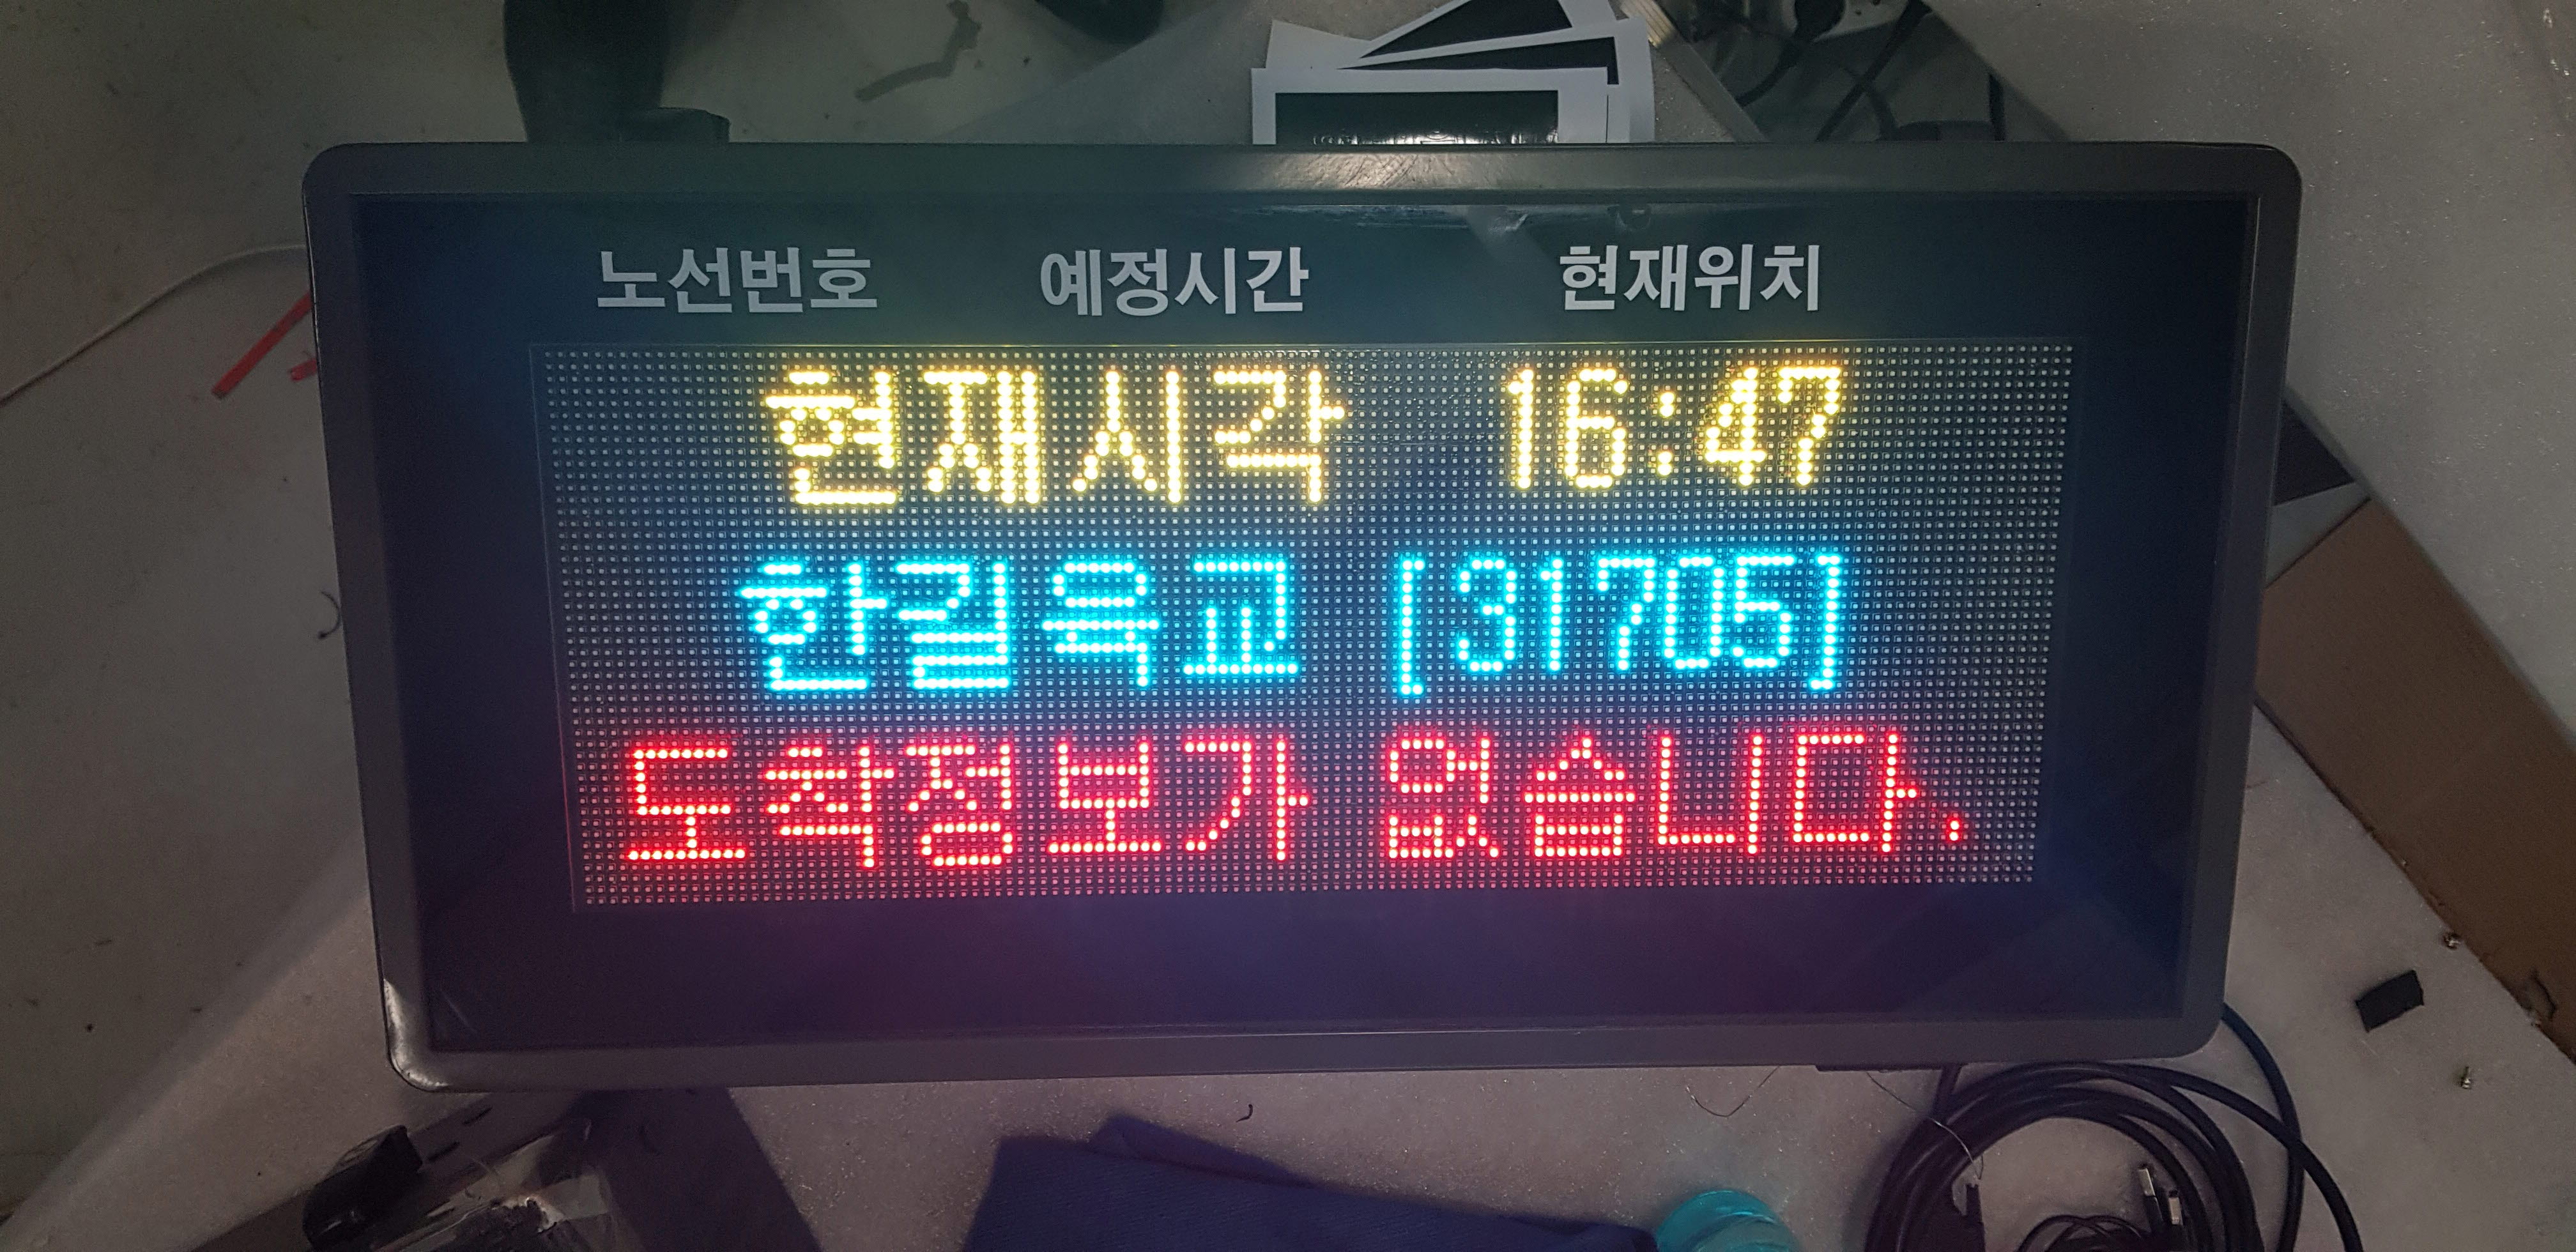 노선번호 예정시간 현재위치
현재시각 16:47
한길육교 [31705]
도착정보가 없습니다.